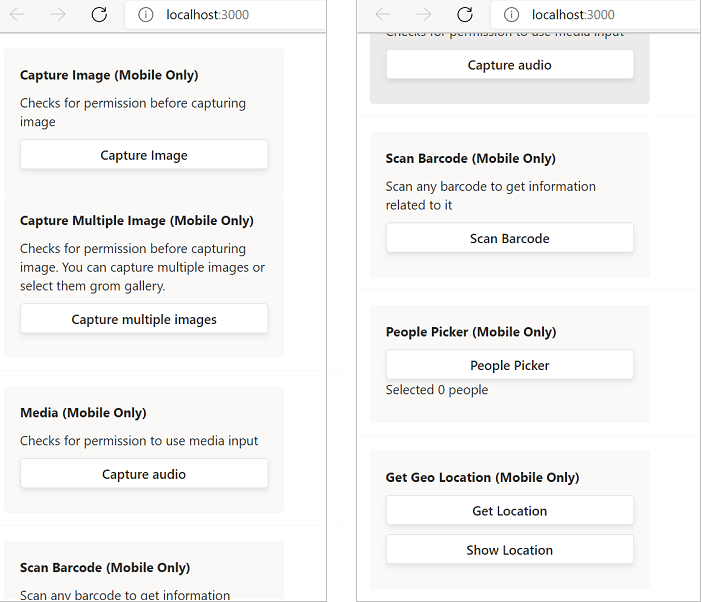 localhost:3000
Capture Image (Mobile Only)
Checks for permission before capturing
image
Capture Image
Capture Multiple Image (Mobile Only)
Checks for permission before capturing
image. You can capture multiple images or
select them grom gallery.
Capture multiple images
Media (Mobile Only)
Checks for permission to use media input
Capture audio
Scan Barcode (Mobile Only)
Scan any barcode to get information
localhost:3000
Checks for permission to use media input
Capture audio
Scan Barcode (Mobile Only)
Scan any barcode to get information
related to it
Scan Barcode
People Picker (Mobile Only)
People Picker
Selected 0 people
Get Geo Location (Mobile Only)
Get Location
Show Location